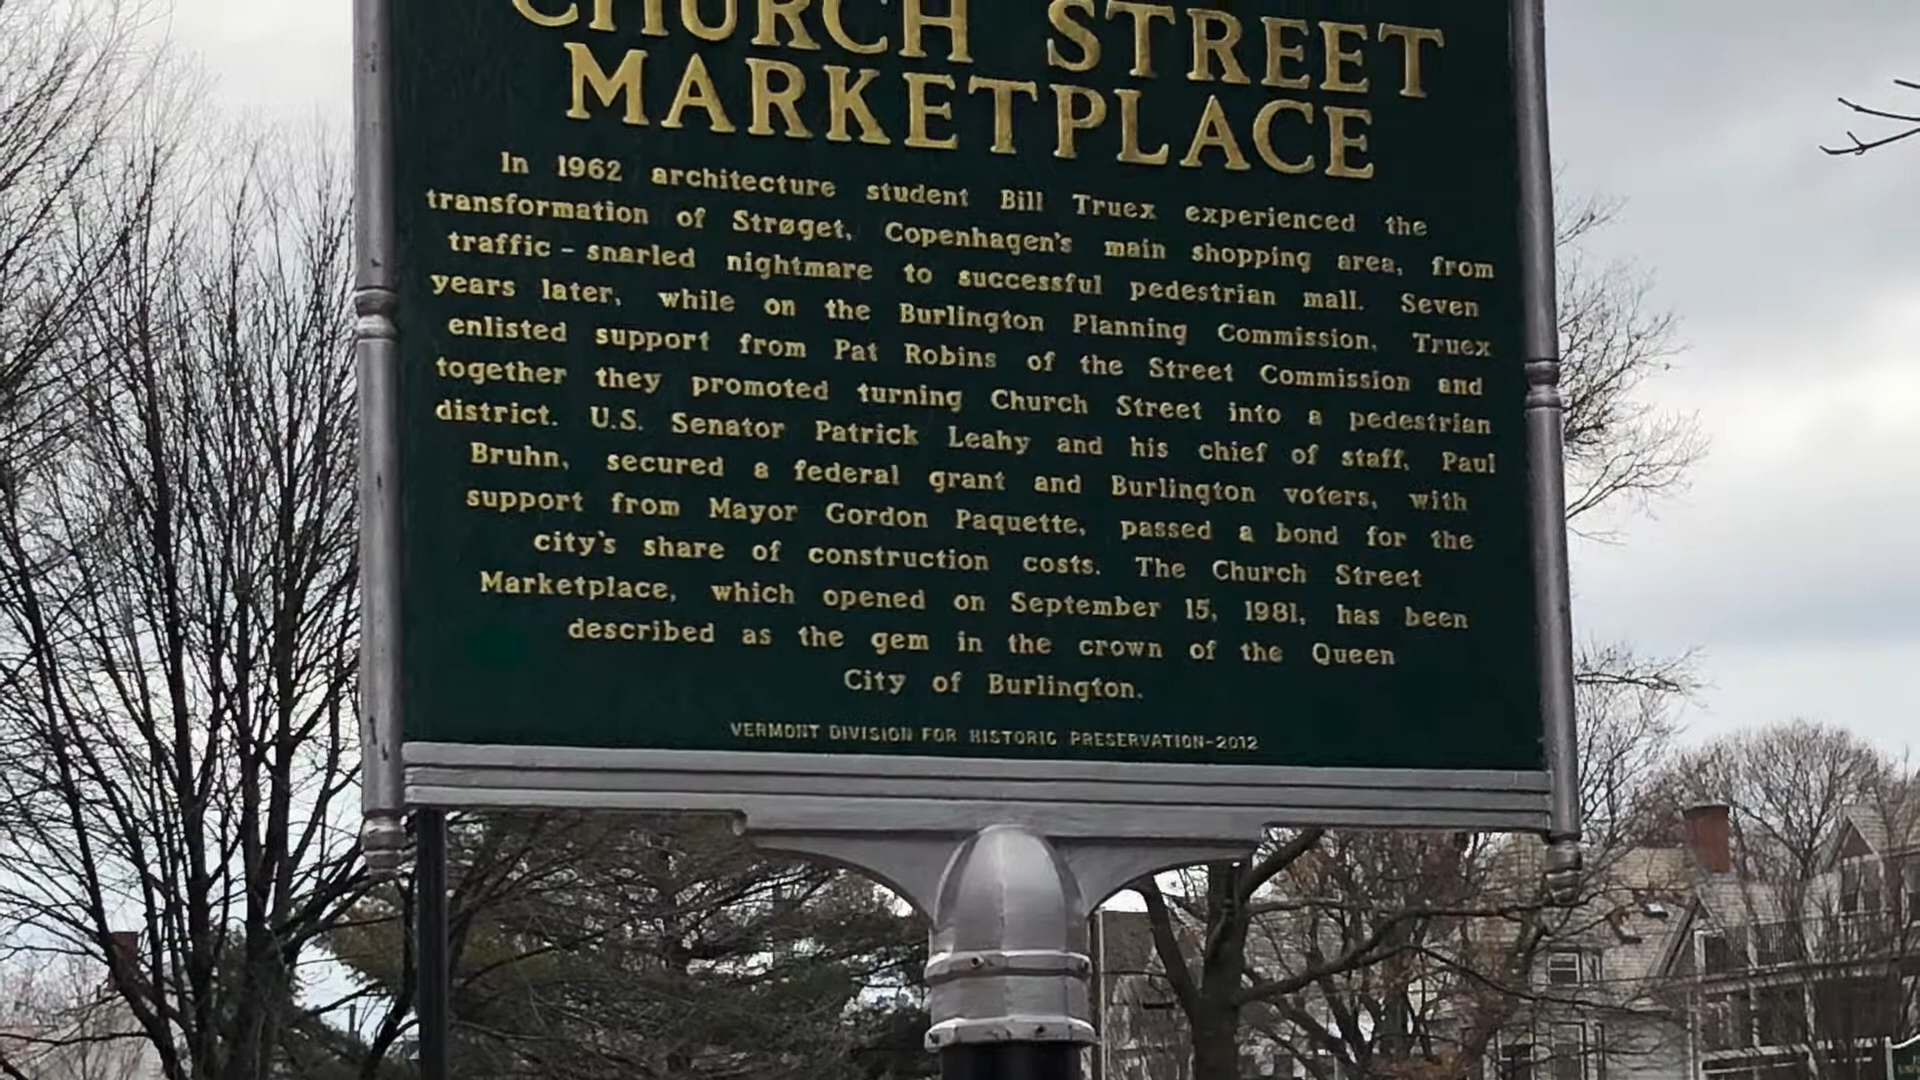 CHURCH STREET
MARKETPLACE
In 1962 architecture student Bill Truex experienced the
transformation of Strøget, Copenhagen's main shopping area, from
traffic - snarled nightmare to successful pedestrian mall. Seven
years later, while on the Burlington Planning Commission, Truex
enlisted support from Pat Robins of the Street Commission and
together they promoted turning Church Street into a pedestrian
district. U.S. Senator Patrick Leahy and his chief of staff, Paul
Bruhn, secured a federal grant and Burlington voters, with
support from Mayor Gordon Paquette, passed a bond for the
city's share of construction costs. The Church Street
Marketplace, which opened on September 15, 1981, has been
described as the gem in the crown of the Queen
City of Burlington.
VERMONT DIVISION FOR HISTORIC PRESERVATION-2012